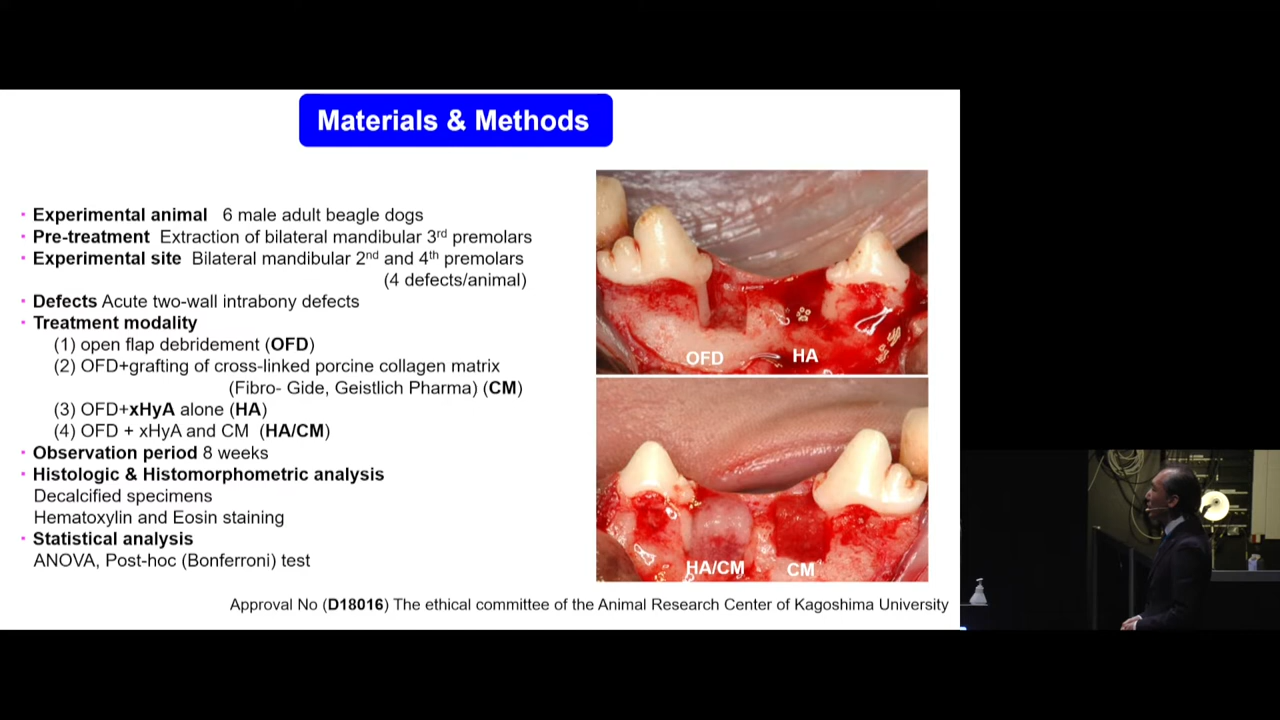 Materials & Methods
· Experimental animal 6 male adult beagle dogs
· Pre-treatment Extraction of bilateral mandibular 3rd premolars
· Experimental site Bilateral mandibular 2nd and 4th premolars
(4 defects/animal)
· Defects Acute two-wall intrabony defects
· Treatment modality
(1) open flap debridement (OFD)
(2) OFD+grafting of cross-linked porcine collagen matrix
(Fibro- Gide, Geistlich Pharma) (CM)
(3) OFD+xHyA alone (HA)
(4) OFD + xHyA and CM (HA/CM)
· Observation period 8 weeks
· Histologic & Histomorphometric analysis
Decalcified specimens
Hematoxylin and Eosin staining
· Statistical analysis
ANOVA, Post-hoc (Bonferroni) test
OFD HA
HA/CM CM
Approval No (D18016) The ethical committee of the Animal Research Center of Kagoshima University